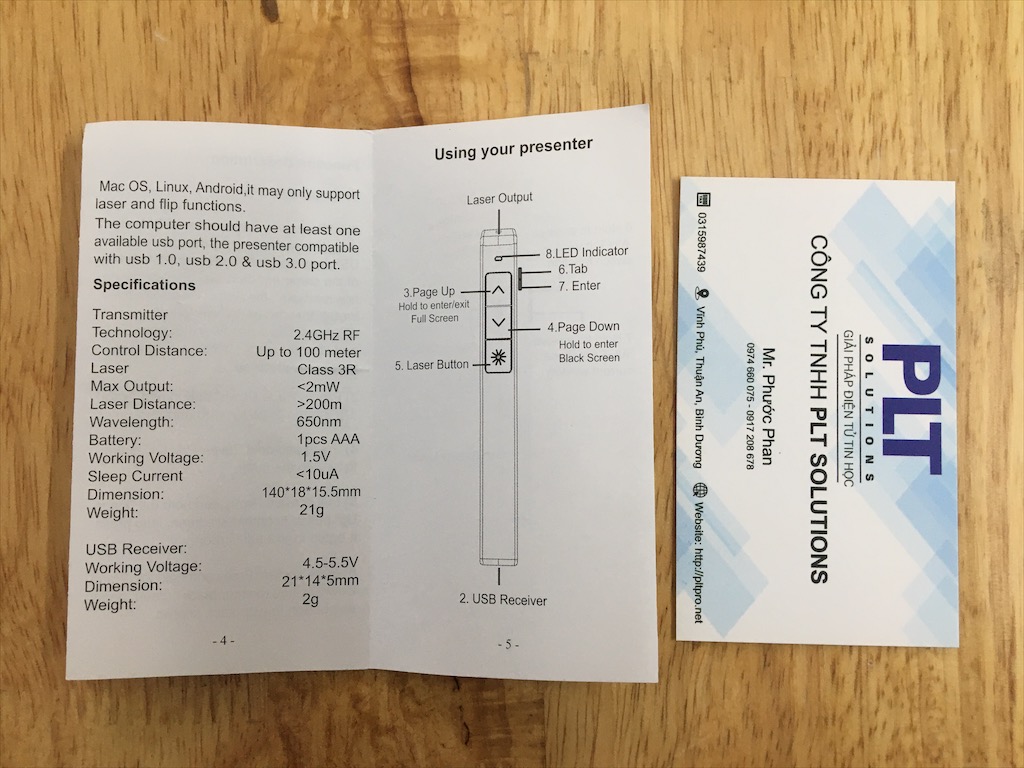 Mac OS, Linux, Android,it may only support
laser and flip functions.
The computer should have at least one
available usb port, the presenter compatible
with usb 1.0, usb 2.0 & usb 3.0 port.
Specifications
Transmitter
Technology: 2.4GHz RF
Control Distance: Up to 100 meter
Laser Class 3R
Max Output: <2mW
Laser Distance: >200m
Wavelength: 650nm
Battery: 1pcs AAA
Working Voltage: 1.5V
Sleep Current <10uA
Dimension: 140*18*15.5mm
Weight: 21g
USB Receiver:
Working Voltage: 4.5-5.5V
Dimension: 21*14*5mm
Weight: 2g
- 4 -
Using your presenter
Laser Output
8.LED Indicator
6.Tab
7. Enter
3.Page Up
Hold to enter/exit
Full Screen
4.Page Down
Hold to enter
Black Screen
5. Laser Button
2. USB Receiver
- 5 -
PLT
SOLUTIONS
GIẢI PHÁP ĐIỆN TỬ TIN HỌC
CÔNG TY TNHH PLT SOLUTIONS
Mr. Phước Phan
0974 660 075 - 0917 208 678
0315987439 Vĩnh Phú, Thuận An, Bình Dương Website: http://pltpro.net